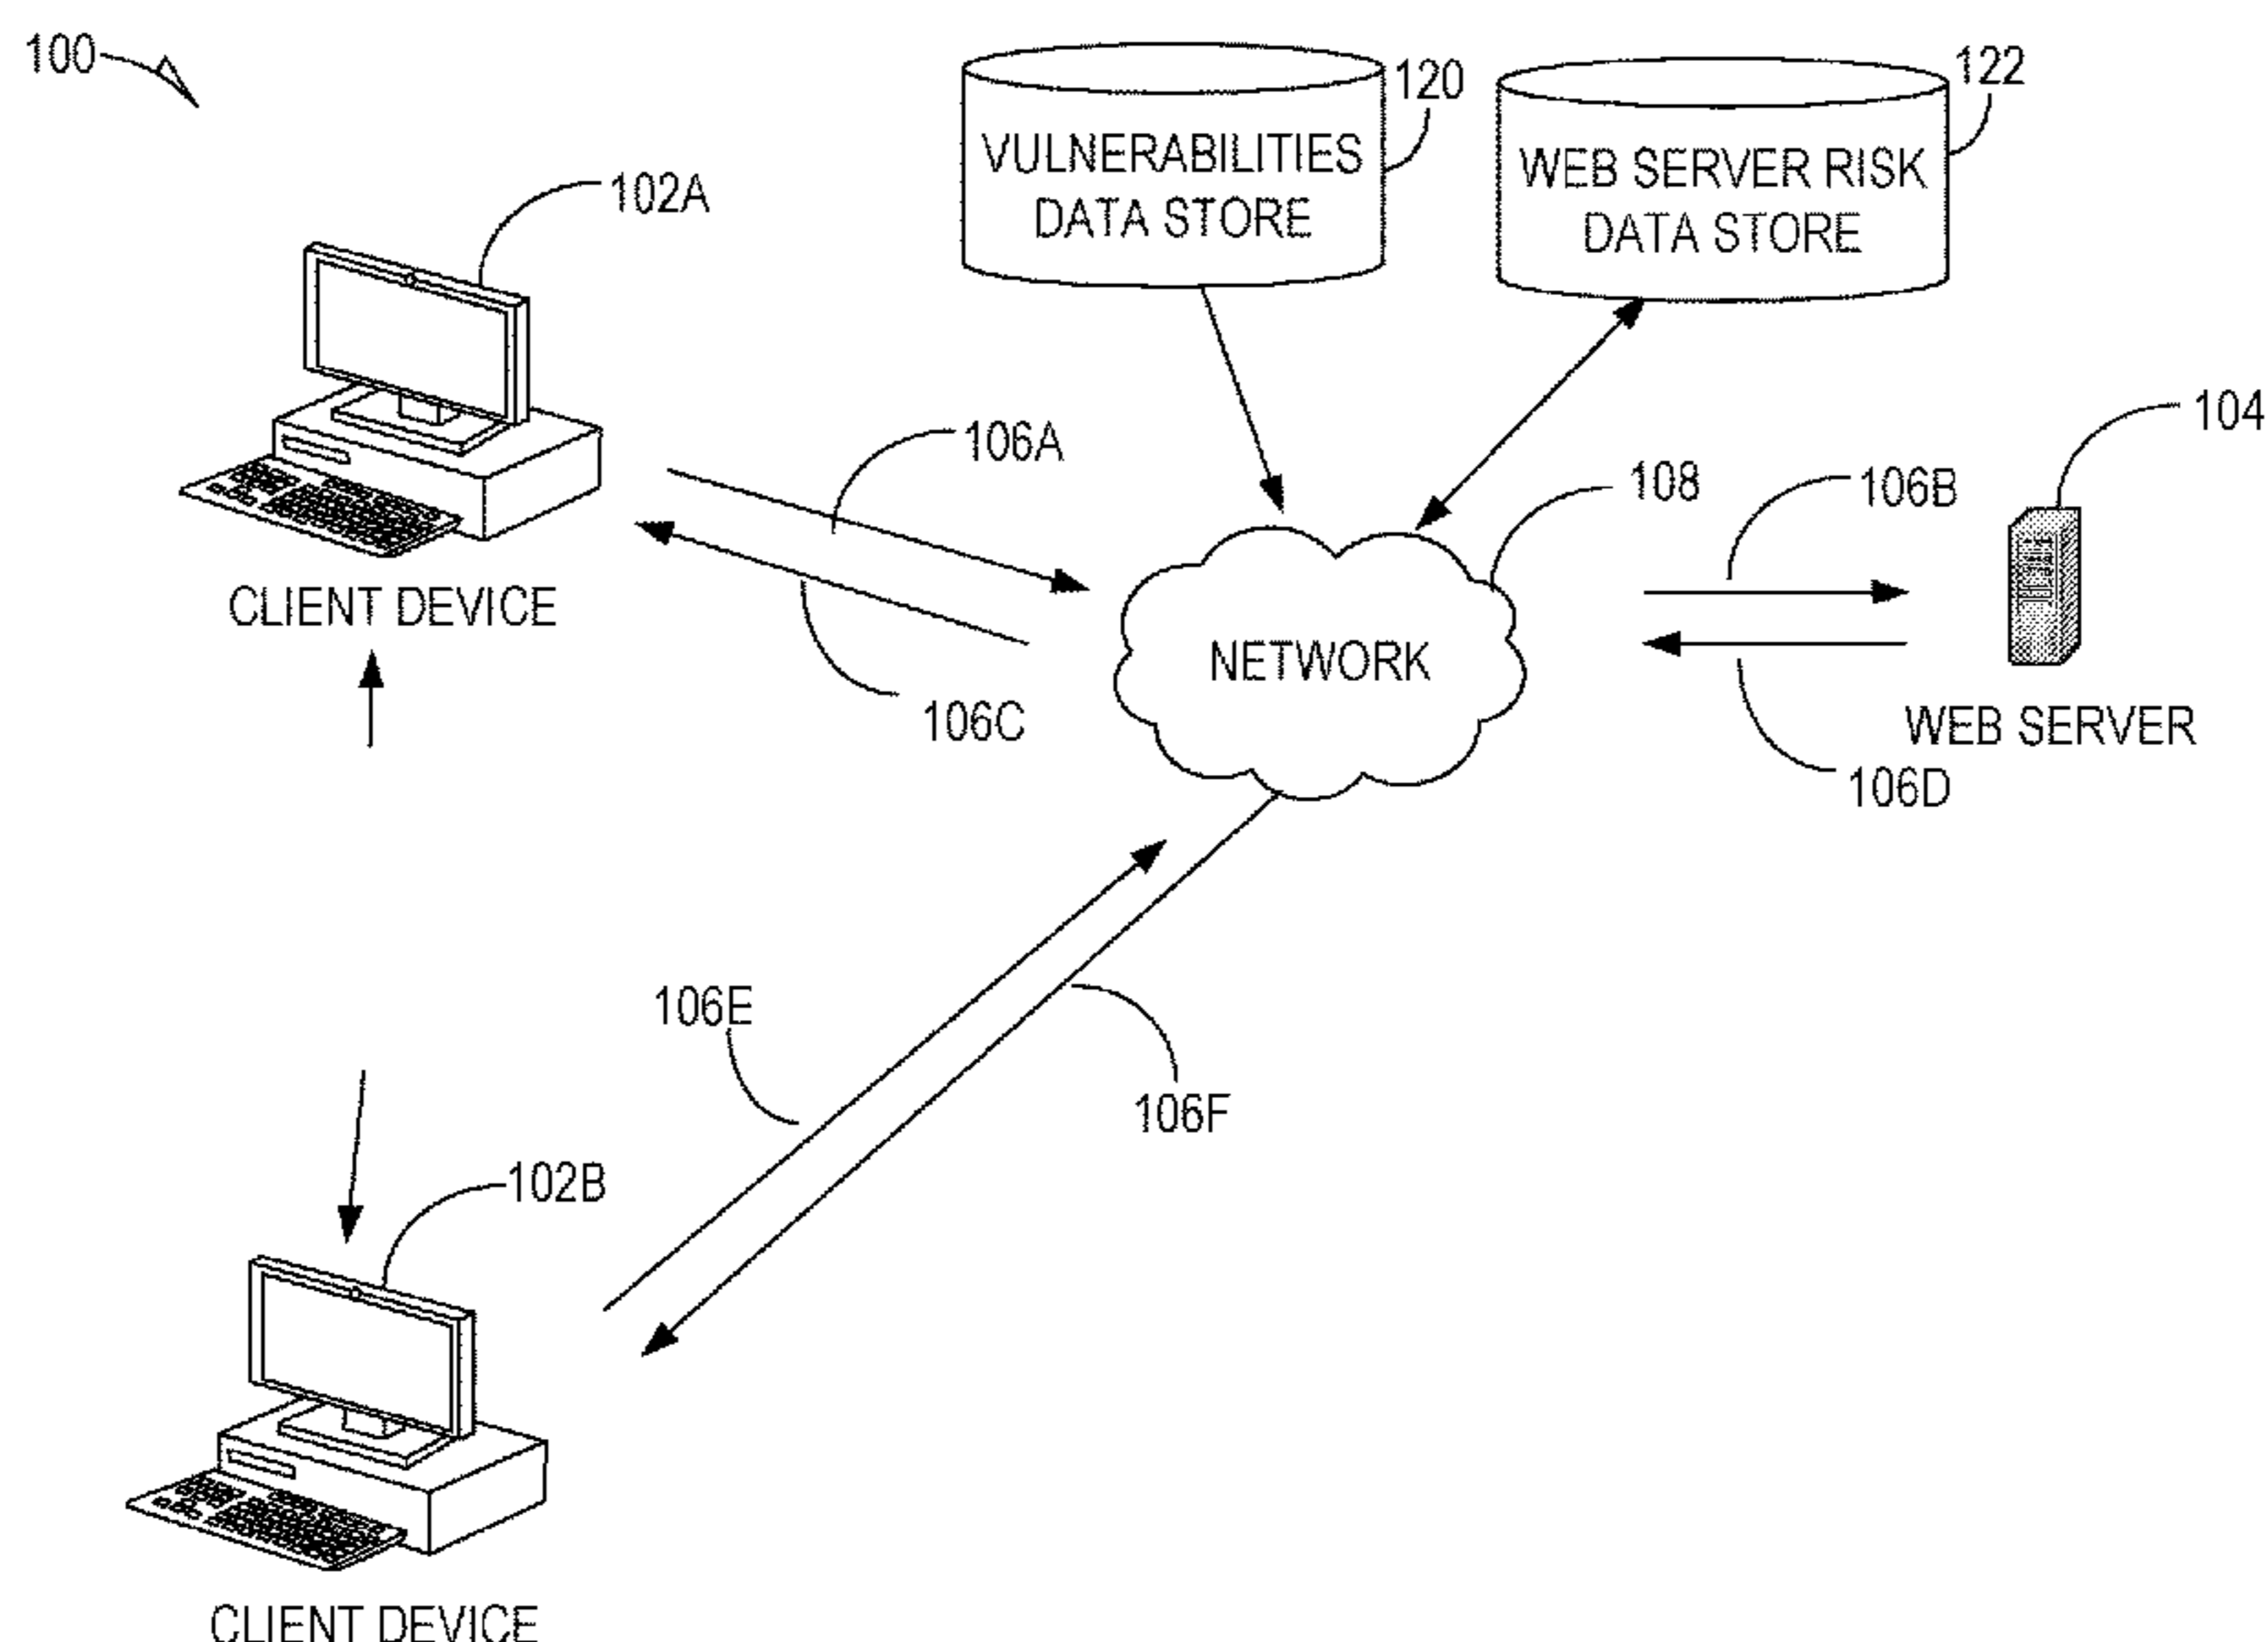 100
120
122
VULNERABILITIES
DATA STORE
WEB SERVER RISK
DATA STORE
102A
104
106A
108
106B
CLIENT DEVICE
NETWORK
106C
WEB SERVER
106D
106E
106F
102B
CLIENT DEVICE